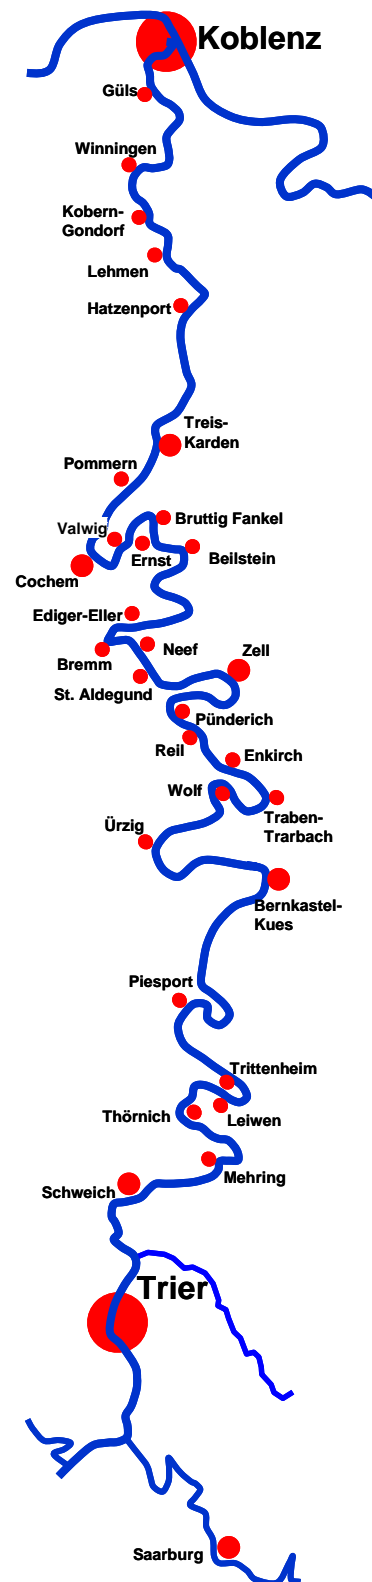 Koblenz
Güls
Winningen
Kobern-
Gondorf
Lehmen
Hatzenport
Treis-
Karden
Pommern
Bruttig Fankel
Valwig
Ernst
Beilstein
Cochem
Ediger-Eller
Neef
Zell
Bremm
St. Aldegund
Pünderich
Reil
Enkirch
Wolf
Traben-
Trarbach
Ürzig
Bernkastel-
Kues
Piesport
Trittenheim
Thörnich
Leiwen
Mehring
Schweich
Trier
Saarburg